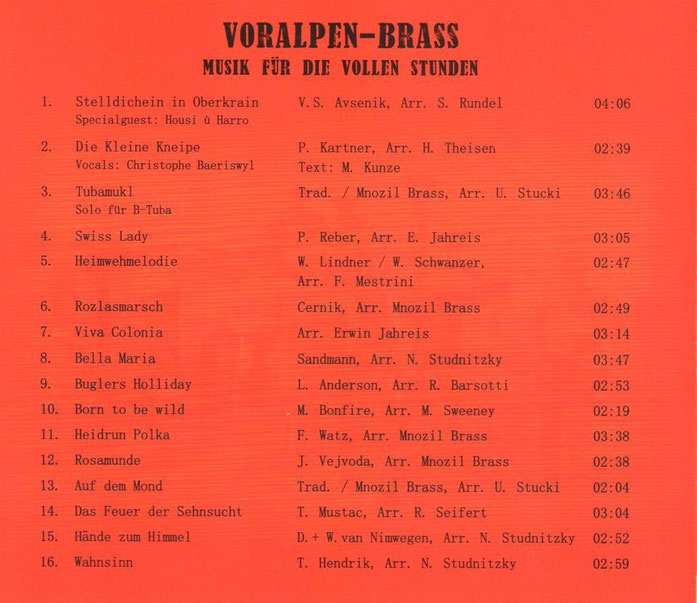 VORALPEN-BRASS
MUSIK FÜR DIE VOLLEN STUNDEN
1. Stelldichein in Oberkrain V.S. Avsenik, Arr. S. Rundel 04:06
Specialguest: Housi ù Harro
2. Die Kleine Kneipe P. Kartner, Arr. H. Theisen 02:39
Vocals: Christophe Baeriswyl Text: M. Kunze
3. Tubamukl Trad. / Mnozil Brass, Arr. U. Stucki 03:46
Solo für B-Tuba
4. Swiss Lady P. Reber, Arr. E. Jahreis 03:05
5. Heimwehmelodie W. Lindner / W. Schwanzer, 02:47
Arr. F. Mestrini
6. Rozlasmarsch Cernik, Arr. Mnozil Brass 02:49
7. Viva Colonia Arr. Erwin Jahreis 03:14
8. Bella Maria Sandmann, Arr. N. Studnitzky 03:47
9. Buglers Holliday L. Anderson, Arr. R. Barsotti 02:53
10. Born to be wild M. Bonfire, Arr. M. Sweeney 02:19
11. Heidrun Polka F. Watz, Arr. Mnozil Brass 03:38
12. Rosamunde J. Vejvoda, Arr. Mnozil Brass 02:38
13. Auf dem Mond Trad. / Mnozil Brass, Arr. U. Stucki 02:04
14. Das Feuer der Sehnsucht T. Mustac, Arr. R. Seifert 03:04
15. Hände zum Himmel D.+ W.van Nimwegen, Arr. N. Studnitzky 02:52
16. Wahnsinn T. Hendrik, Arr. N. Studnitzky 02:59